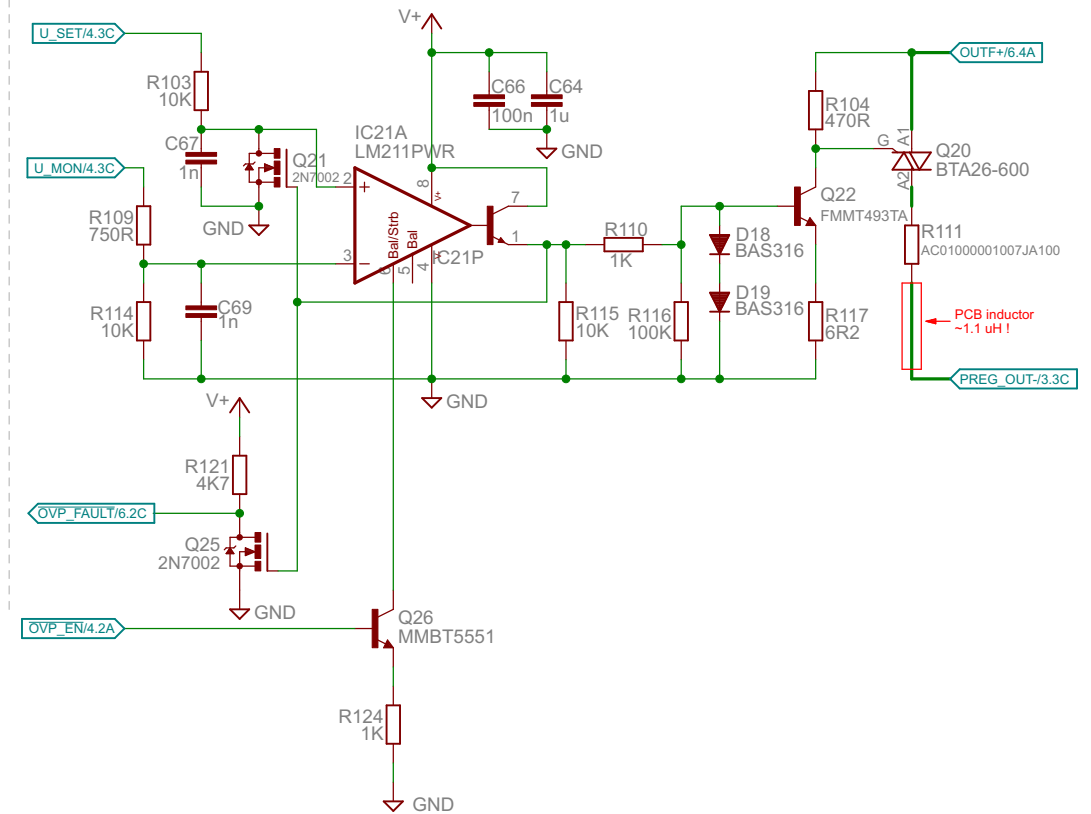 V+
U_SET/4.3C
OUTF+/6.4A
R103
10K
C66
100n
C64
1u
R104
470R
C67
1n
Q21
2N7002
IC21A
LM211PWR
GND
G
A1
A2
Q20
BTA26-600
U_MON/4.3C
GND
2
+
8
V+
7
Q22
FMMT493TA
R109
750R
Bal/Strb
Bal
1
IC21P
R110
1K
D18
BAS316
R111
AC01000001007JA100
3
−
6
5
4
R114
10K
C69
1n
R115
10K
R116
100K
D19
BAS316
R117
6R2
PCB inductor
~1.1 uH !
PREG_OUT-/3.3C
GND
V+
R121
4K7
OVP_FAULT/6.2C
Q25
2N7002
GND
OVP_EN/4.2A
Q26
MMBT5551
R124
1K
GND